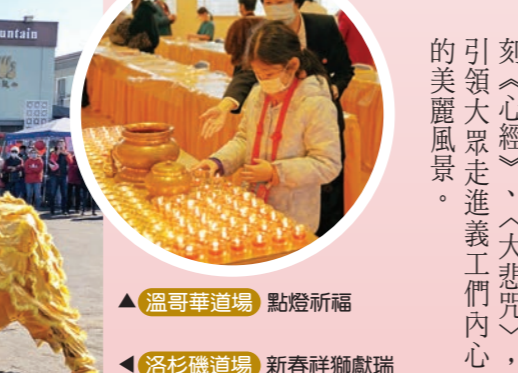 刻《心經》、〈大悲咒〉，
引領大眾走進義工們內心
的美麗風景。
untain
▲ 溫哥華道場 點燈祈福
◀ 洛杉磯道場 新春祥獅獻瑞